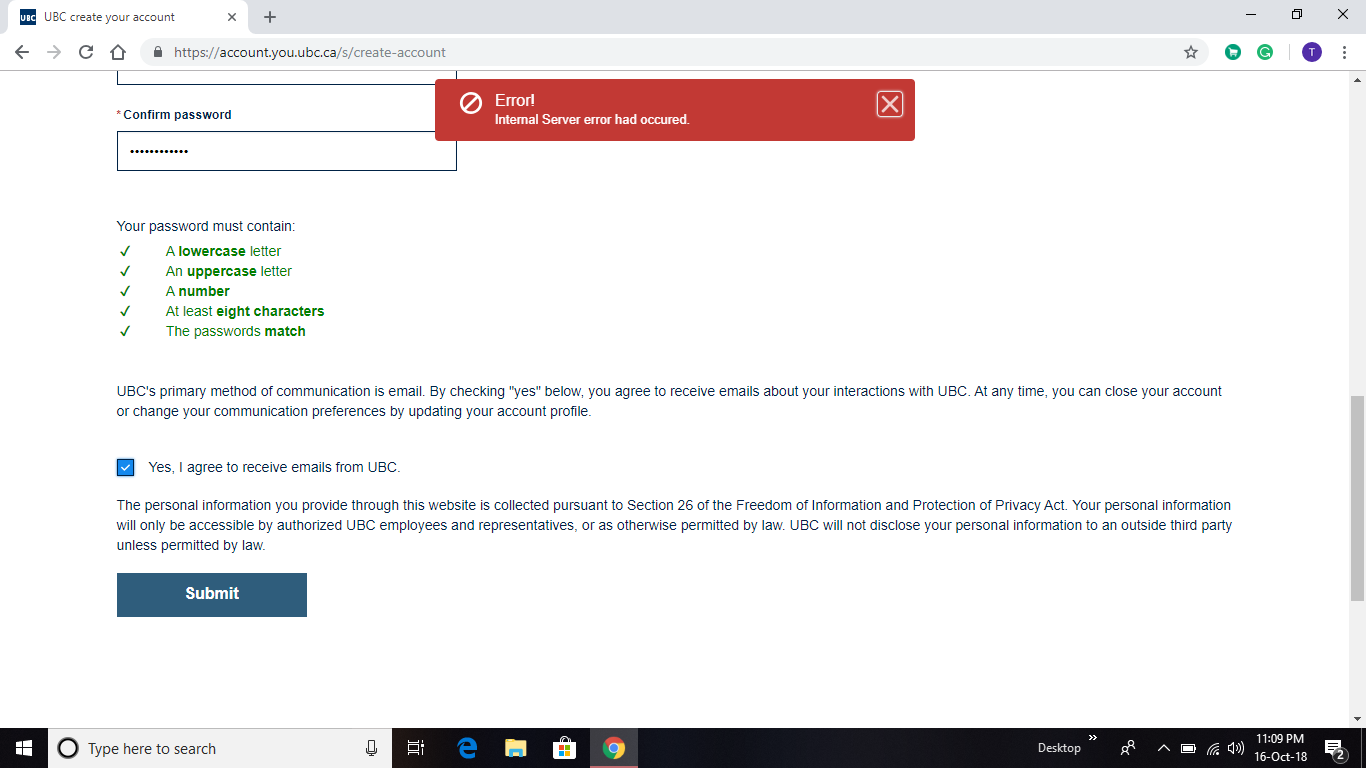 UBC UBC create your account
https://account.you.ubc.ca/s/create-account
T
Error!
Internal Server error had occured.
*Confirm password
••••••••••••
Your password must contain:
✓ A lowercase letter
✓ An uppercase letter
✓ A number
✓ At least eight characters
✓ The passwords match
UBC's primary method of communication is email. By checking "yes" below, you agree to receive emails about your interactions with UBC. At any time, you can close your account
or change your communication preferences by updating your account profile.
Yes, I agree to receive emails from UBC.
The personal information you provide through this website is collected pursuant to Section 26 of the Freedom of Information and Protection of Privacy Act. Your personal information
will only be accessible by authorized UBC employees and representatives, or as otherwise permitted by law. UBC will not disclose your personal information to an outside third party
unless permitted by law.
Submit
Type here to search
Desktop
11:09 PM
16-Oct-18
2